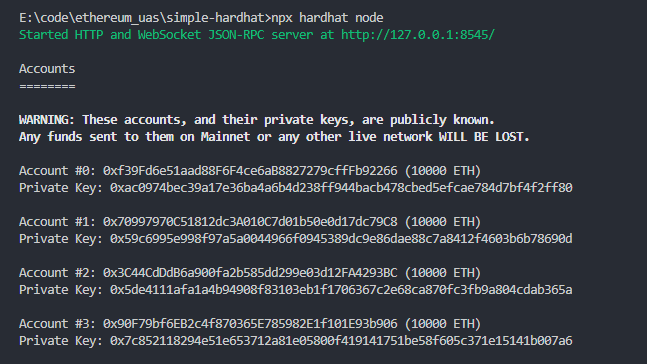 E:\code\ethereum_uas\simple-hardhat>npx hardhat node
Started HTTP and WebSocket JSON-RPC server at http://127.0.0.1:8545/
Accounts
========
WARNING: These accounts, and their private keys, are publicly known.
Any funds sent to them on Mainnet or any other live network WILL BE LOST.
Account #0: 0xf39Fd6e51aad88F6F4ce6aB8827279cffFb92266 (10000 ETH)
Private Key: 0xac0974bec39a17e36ba4a6b4d238ff944bacb478cbed5efcae784d7bf4f2ff80
Account #1: 0x70997970C51812dc3A010C7d01b50e0d17dc79C8 (10000 ETH)
Private Key: 0x59c6995e998f97a5a0044966f0945389dc9e86dae88c7a8412f4603b6b78690d
Account #2: 0x3C44CdDdB6a900fa2b585dd299e03d12FA4293BC (10000 ETH)
Private Key: 0x5de4111afa1a4b94908f83103eb1f1706367c2e68ca870fc3fb9a804cdab365a
Account #3: 0x90F79bf6EB2c4f870365E785982E1f101E93b906 (10000 ETH)
Private Key: 0x7c852118294e51e653712a81e05800f419141751be58f605c371e15141b007a6